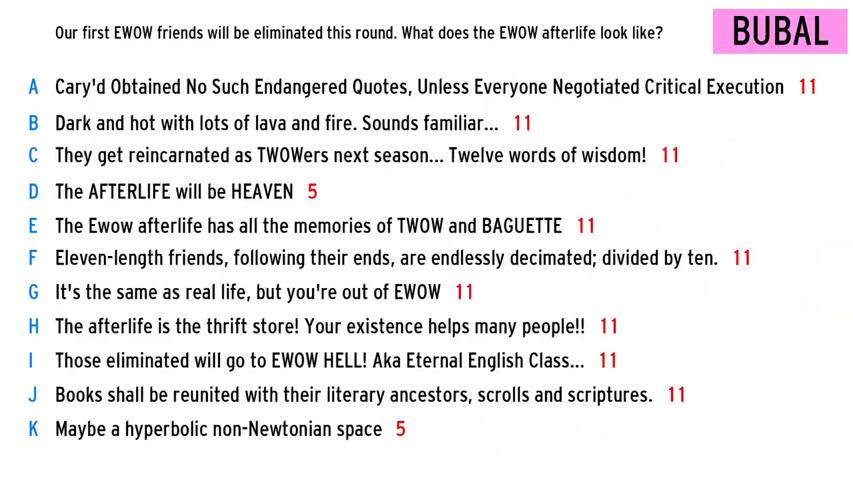 Our first EWOW friends will be eliminated this round. What does the EWOW afterlife look like?
BUBAL
A Cary'd Obtained No Such Endangered Quotes, Unless Everyone Negotiated Critical Execution 11
B Dark and hot with lots of lava and fire. Sounds familiar... 11
C They get reincarnated as TWOWers next season... Twelve words of wisdom! 11
D The AFTERLIFE will be HEAVEN 5
E The Ewow afterlife has all the memories of TWOW and BAGUETTE 11
F Eleven-length friends, following their ends, are endlessly decimated; divided by ten. 11
G It's the same as real life, but you're out of EWOW 11
H The afterlife is the thrift store! Your existence helps many people!! 11
I Those eliminated will go to EWOW HELL! Aka Eternal English Class... 11
J Books shall be reunited with their literary ancestors, scrolls and scriptures. 11
K Maybe a hyperbolic non-Newtonian space 5